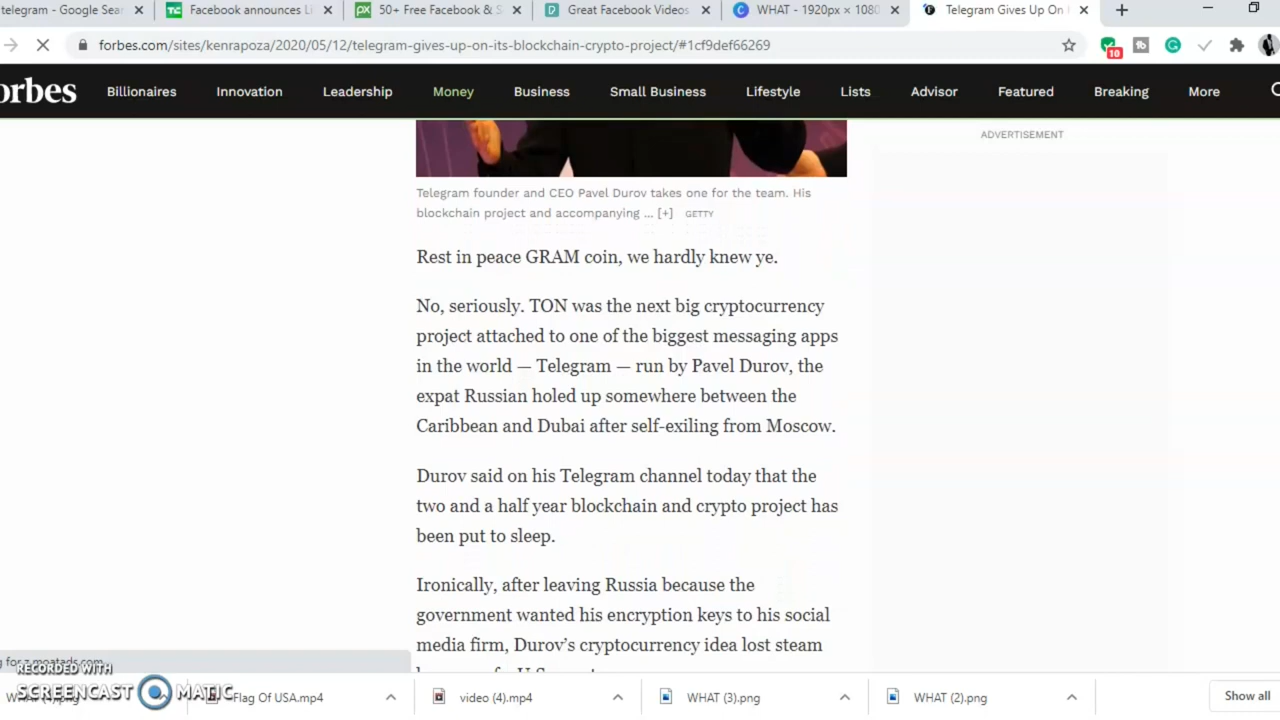 telegram - Google Sear
Facebook announces Li
50+ Free Facebook & S
Great Facebook Videos
WHAT - 1920px × 1080
Telegram Gives Up On I
forbes.com/sites/kenrapoza/2020/05/12/telegram-gives-up-on-its-blockchain-crypto-project/#1cf9def66269
10
orbes
Billionaires
Innovation
Leadership
Money
Business
Small Business
Lifestyle
Lists
Advisor
Featured
Breaking
More
ADVERTISEMENT
Telegram founder and CEO Pavel Durov takes one for the team. His
blockchain project and accompanying ... [+] GETTY
Rest in peace GRAM coin, we hardly knew ye.
No, seriously. TON was the next big cryptocurrency
project attached to one of the biggest messaging apps
in the world — Telegram — run by Pavel Durov, the
expat Russian holed up somewhere between the
Caribbean and Dubai after self-exiling from Moscow.
Durov said on his Telegram channel today that the
two and a half year blockchain and crypto project has
been put to sleep.
Ironically, after leaving Russia because the
government wanted his encryption keys to his social
media firm, Durov's cryptocurrency idea lost steam
RECORDED WITH
SCREENCAST MATIC
Flag Of USA.mp4
video (4).mp4
WHAT (3).png
WHAT (2).png
Show all